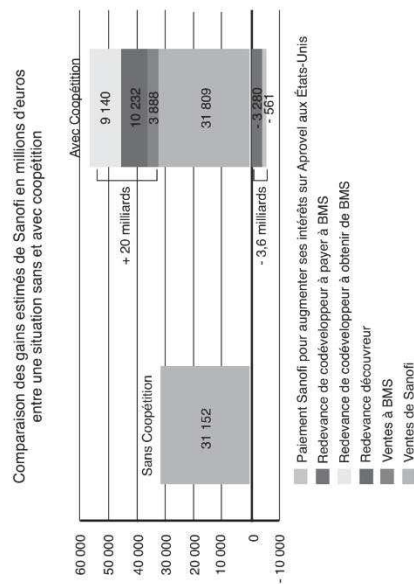 Comparaison des gains estimés de Sanofi en millions d'euros
entre une situation sans et avec coopétition
60 000
50 000
40 000
30 000
20 000
10 000
0
- 10 000
Sans Coopétition
31 152
Avec Coopétition
+ 20 milliards
- 3,6 milliards
9 140
10 232
3 888
31 809
- 3 280
- 561
Paiement Sanofi pour augmenter ses intérêts sur Aprovel aux États-Unis
Redevance de codéveloppeur à payer à BMS
Redevance de codéveloppeur à obtenir de BMS
Redevance découvreur
Ventes à BMS
Ventes de Sanofi